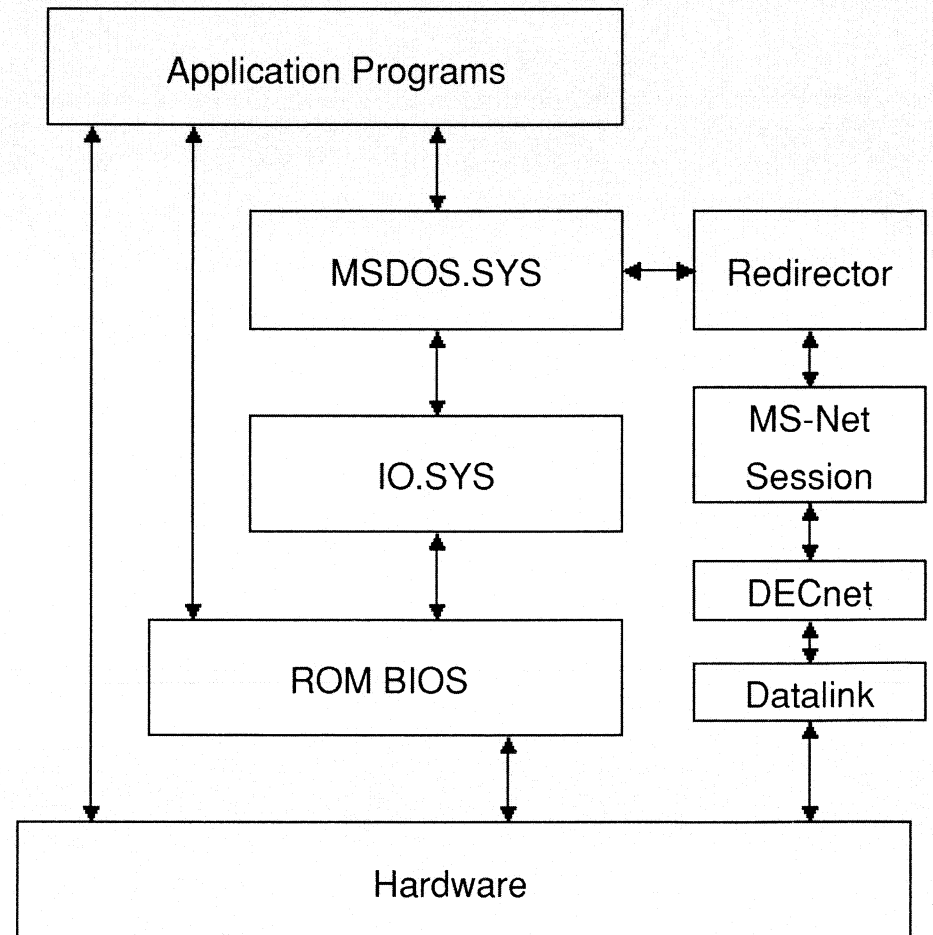 Application Programs
MSDOS.SYS
Redirector
MS-Net
Session
IO.SYS
DECnet
ROM BIOS
Datalink
Hardware